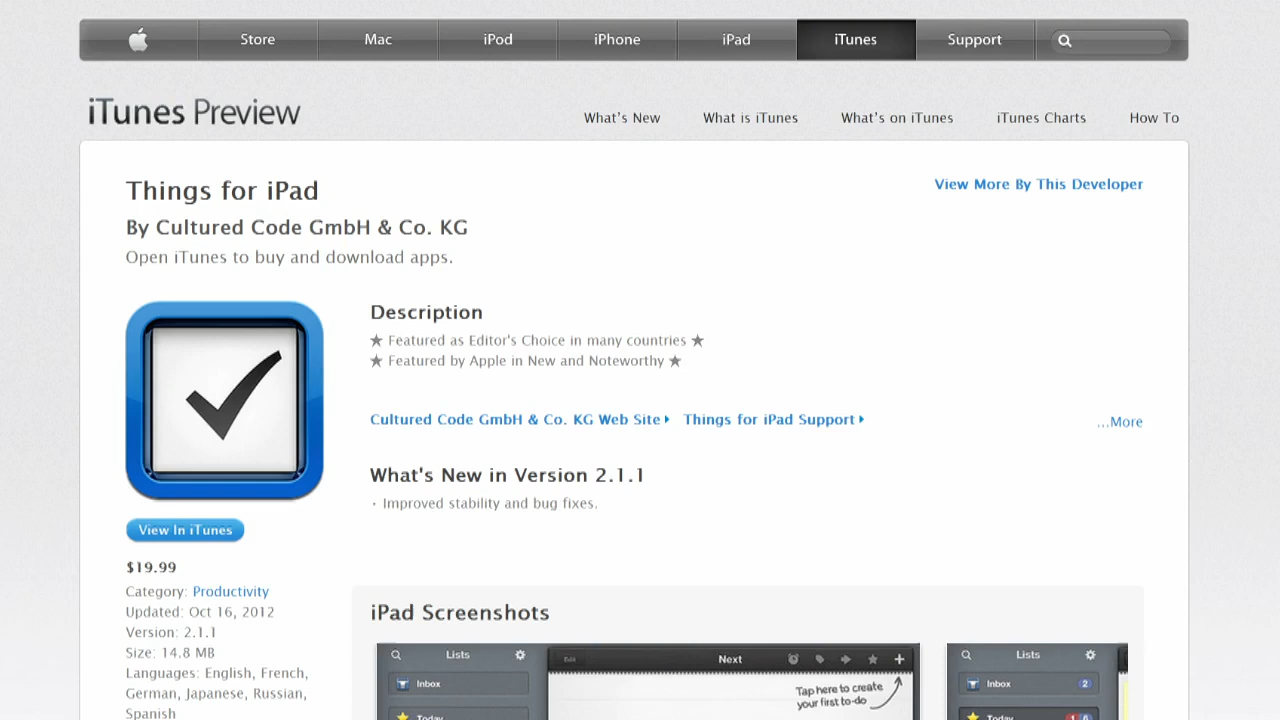 Store Mac iPod iPhone iPad iTunes Support
iTunes Preview
What's New What is iTunes What's on iTunes iTunes Charts How To
Things for iPad
View More By This Developer
By Cultured Code GmbH & Co. KG
Open iTunes to buy and download apps.
Description
★ Featured as Editor's Choice in many countries ★
★ Featured by Apple in New and Noteworthy ★
Cultured Code GmbH & Co. KG Web Site Things for iPad Support
...More
What's New in Version 2.1.1
· Improved stability and bug fixes.
View In iTunes
$19.99
Category: Productivity
Updated: Oct 16, 2012
Version: 2.1.1
Size: 14.8 MB
Languages: English, French,
German, Japanese, Russian,
Spanish
iPad Screenshots
Lists Edit Next Lists
Inbox Inbox 2
Tap here to create
your first to-do
Today Today 1 6